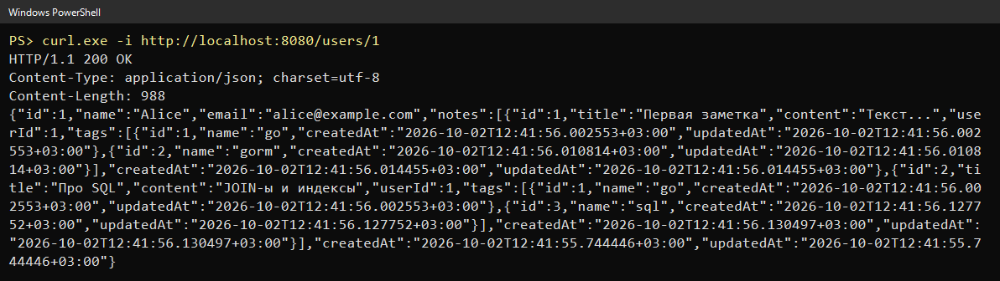 Windows PowerShell
PS> curl.exe -i http://localhost:8080/users/1
HTTP/1.1 200 OK
Content-Type: application/json; charset=utf-8
Content-Length: 988
{"id":1,"name":"Alice","email":"alice@example.com","notes":[{"id":1,"title":"Первая заметка","content":"Текст...","use
rId":1,"tags":[{"id":1,"name":"go","createdAt":"2026-10-02T12:41:56.002553+03:00","updatedAt":"2026-10-02T12:41:56.002
553+03:00"},{"id":2,"name":"gorm","createdAt":"2026-10-02T12:41:56.010814+03:00","updatedAt":"2026-10-02T12:41:56.0108
14+03:00"}],"createdAt":"2026-10-02T12:41:56.014455+03:00","updatedAt":"2026-10-02T12:41:56.014455+03:00"},{"id":2,"ti
tle":"Про SQL","content":"JOIN-ы и индексы","userId":1,"tags":[{"id":1,"name":"go","createdAt":"2026-10-02T12:41:56.00
2553+03:00","updatedAt":"2026-10-02T12:41:56.002553+03:00"},{"id":3,"name":"sql","createdAt":"2026-10-02T12:41:56.1277
52+03:00","updatedAt":"2026-10-02T12:41:56.127752+03:00"}],"createdAt":"2026-10-02T12:41:56.130497+03:00","updatedAt":
"2026-10-02T12:41:56.130497+03:00"}],"createdAt":"2026-10-02T12:41:55.744446+03:00","updatedAt":"2026-10-02T12:41:55.7
44446+03:00"}